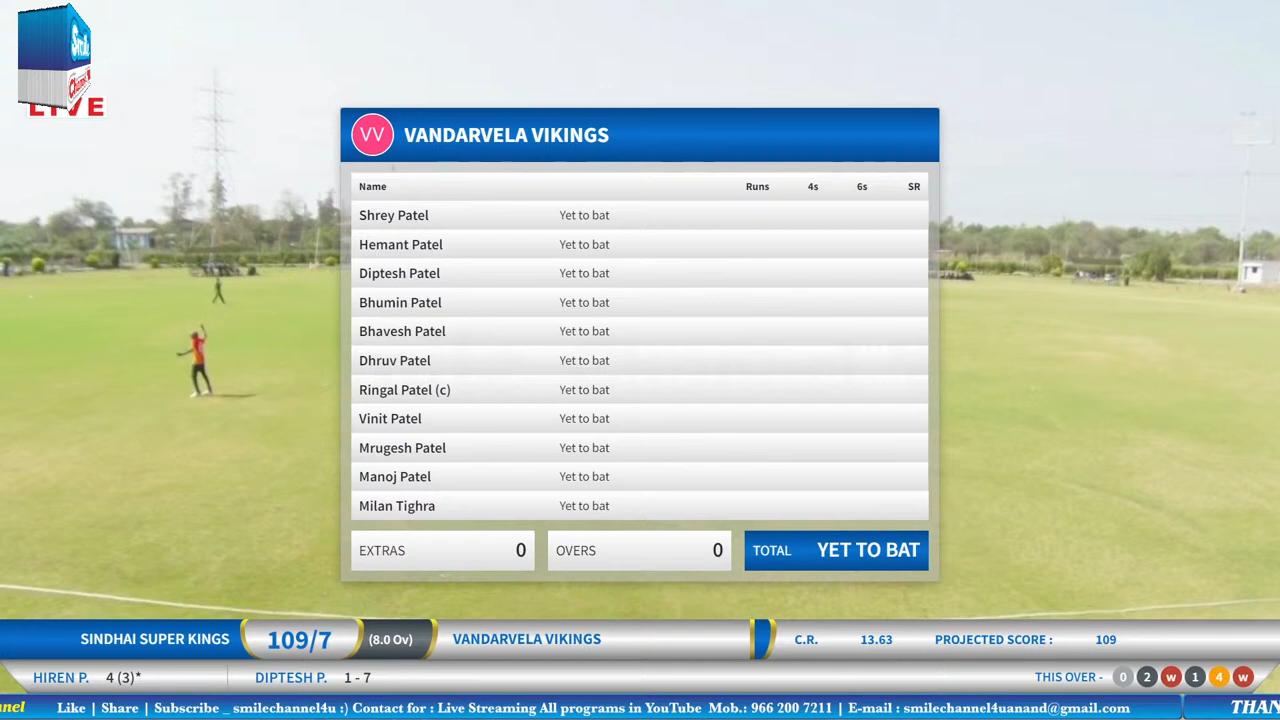 Smile
Channel
LIVE
VV VANDARVELA VIKINGS
Name Runs 4s 6s SR
Shrey Patel Yet to bat
Hemant Patel Yet to bat
Diptesh Patel Yet to bat
Bhumin Patel Yet to bat
Bhavesh Patel Yet to bat
Dhruv Patel Yet to bat
Ringal Patel (c) Yet to bat
Vinit Patel Yet to bat
Mrugesh Patel Yet to bat
Manoj Patel Yet to bat
Milan Tighra Yet to bat
EXTRAS 0 OVERS 0 TOTAL YET TO BAT
SINDHAI SUPER KINGS 109/7 (8.0 Ov) VANDARVELA VIKINGS C.R. 13.63 PROJECTED SCORE : 109
HIREN P. 4 (3)* DIPTESH P. 1 - 7 THIS OVER - 0 2 w 1 4 w
nnel Like | Share | Subscribe _ smilechannel4u :) Contact for : Live Streaming All programs in YouTube Mob.: 966 200 7211 | E-mail : smilechannel4uanand@gmail.com THAN